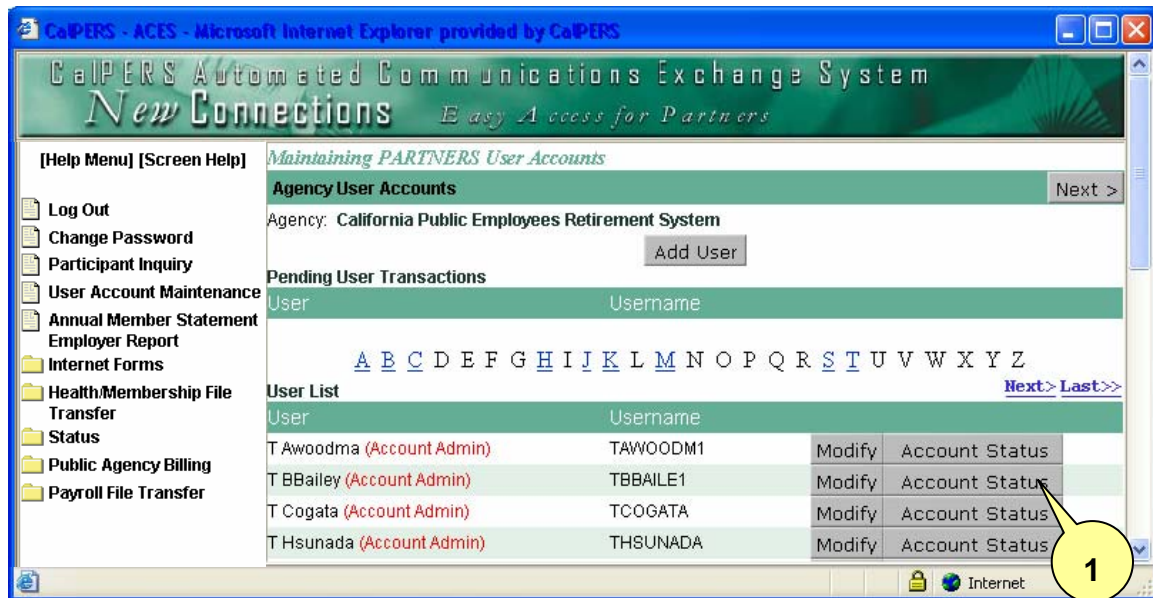 CalPERS - ACES - Microsoft Internet Explorer provided by CalPERS
CalPERS Automated Communications Exchange System
New Connections Easy Access for Partners
[Help Menu] [Screen Help]
Log Out
Change Password
Participant Inquiry
User Account Maintenance
Annual Member Statement
Employer Report
Internet Forms
Health/Membership File
Transfer
Status
Public Agency Billing
Payroll File Transfer
Maintaining PARTNERS User Accounts
Agency User Accounts Next >
Agency: California Public Employees Retirement System
Add User
Pending User Transactions
User Username
A B C D E F G H I J K L M N O P Q R S T U V W X Y Z
User List Next> Last>>
User Username
T Awoodma (Account Admin) TAWOODM1 Modify Account Status
T BBailey (Account Admin) TBBAILE1 Modify Account Status
T Cogata (Account Admin) TCOGATA Modify Account Status
T Hsunada (Account Admin) THSUNADA Modify Account Status
1
Internet